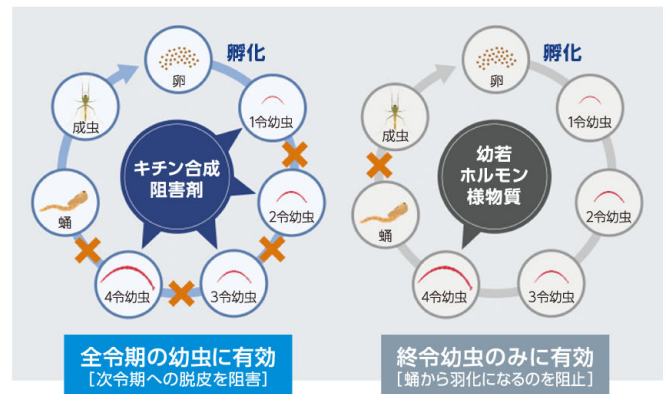 孵化
卵
1令幼虫
2令幼虫
3令幼虫
4令幼虫
蛹
成虫
キチン合成
阻害剤
全令期の幼虫に有効
[次令期への脱皮を阻害]
孵化
卵
1令幼虫
2令幼虫
3令幼虫
4令幼虫
蛹
成虫
幼若
ホルモン
様物質
終令幼虫のみに有効
[蛹から羽化になるのを阻止]